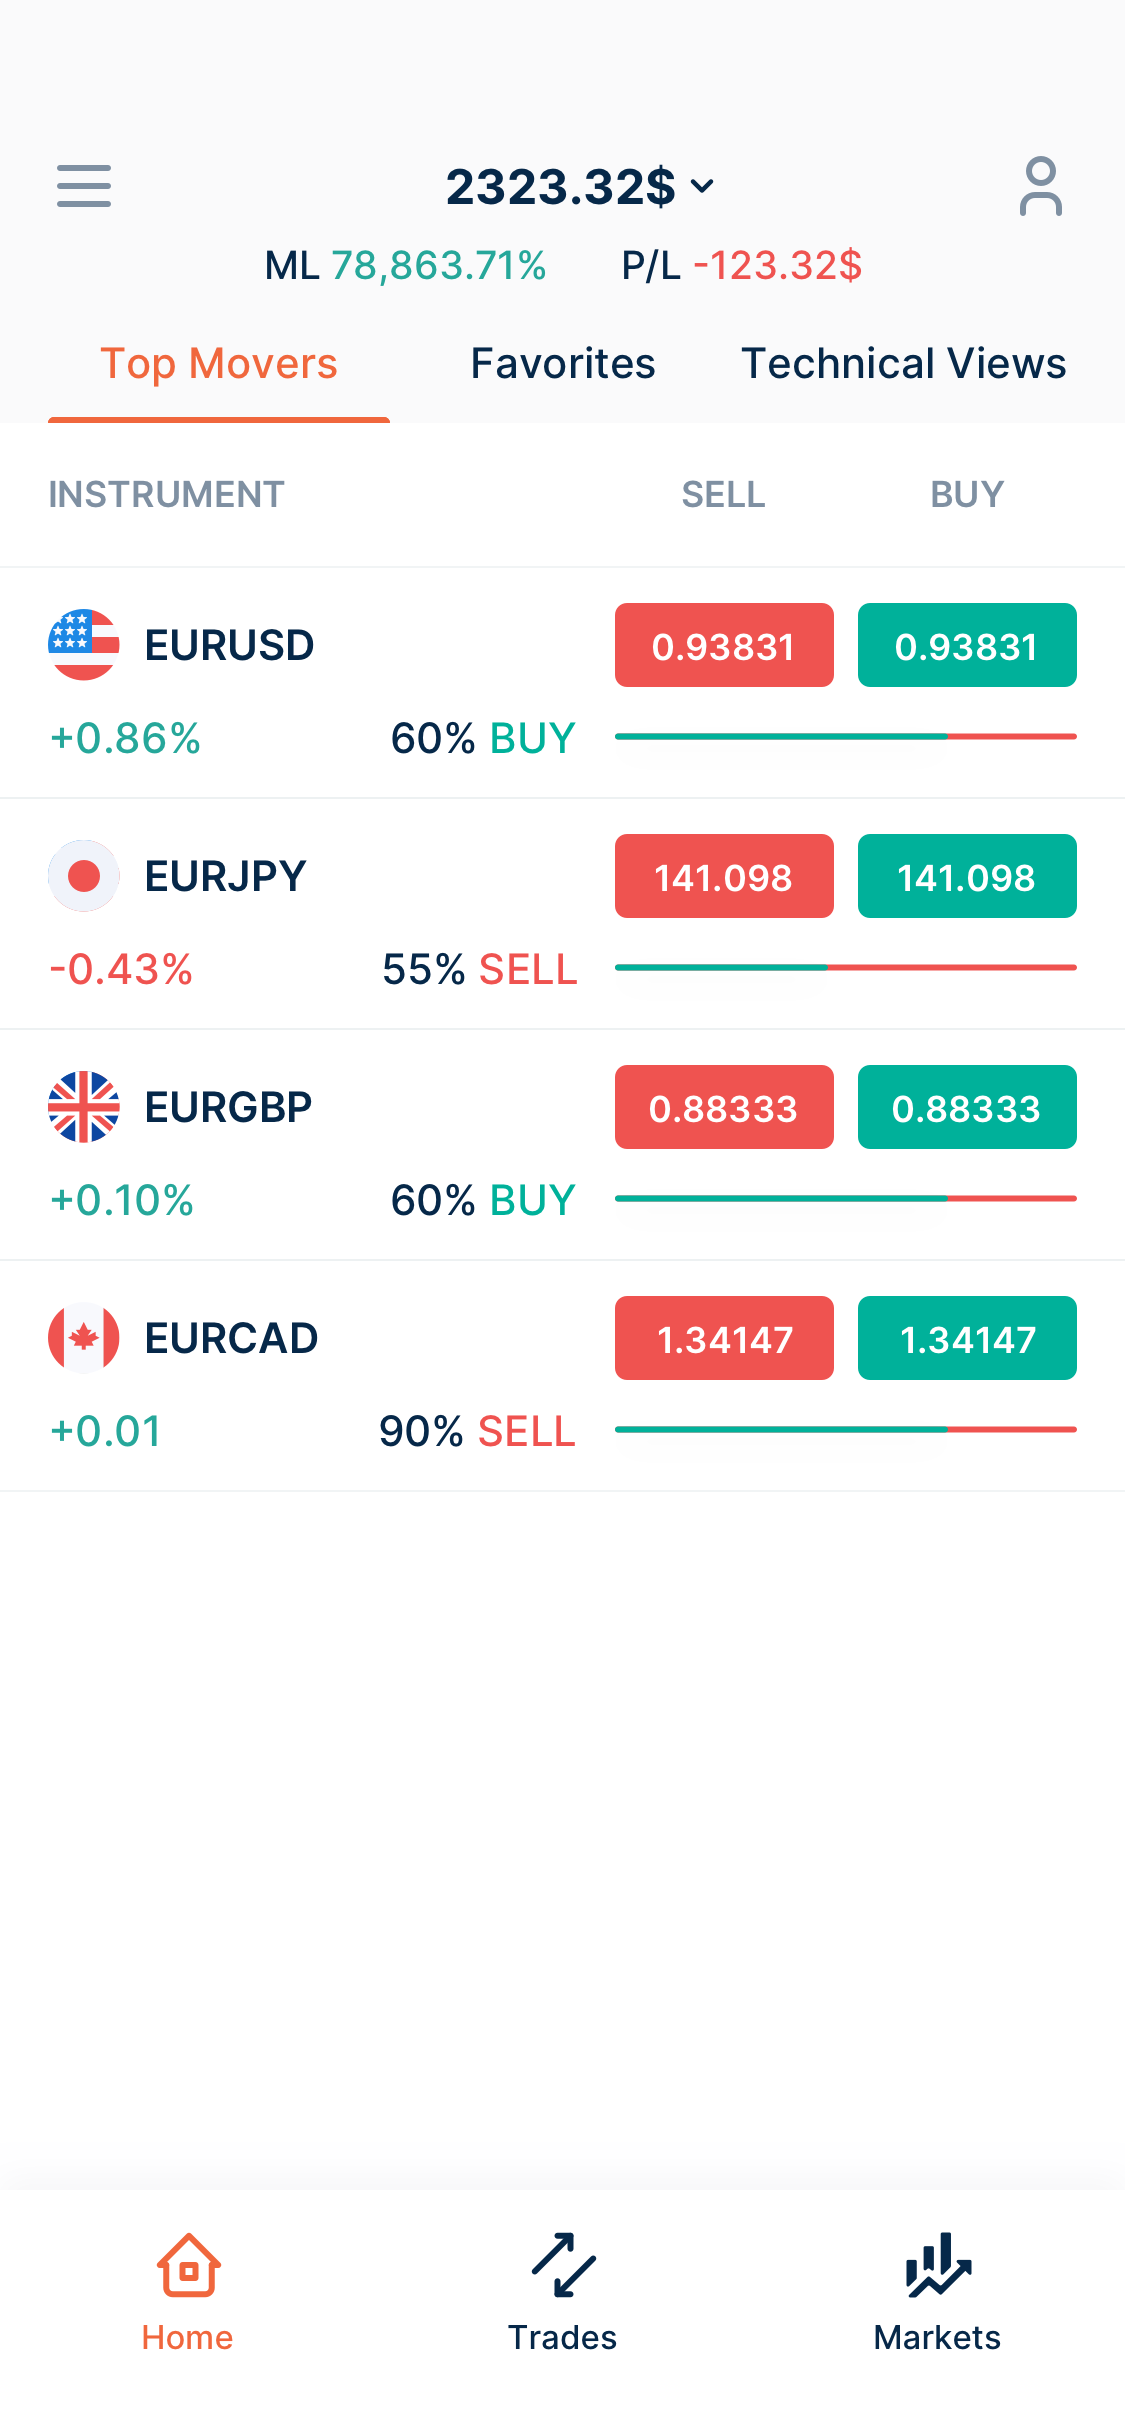 2323.32$
ML 78,863.71% P/L -123.32$
Top Movers Favorites Technical Views
INSTRUMENT SELL BUY
EURUSD 0.93831 0.93831
+0.86% 60% BUY
EURJPY 141.098 141.098
-0.43% 55% SELL
EURGBP 0.88333 0.88333
+0.10% 60% BUY
EURCAD 1.34147 1.34147
+0.01 90% SELL
Home Trades Markets